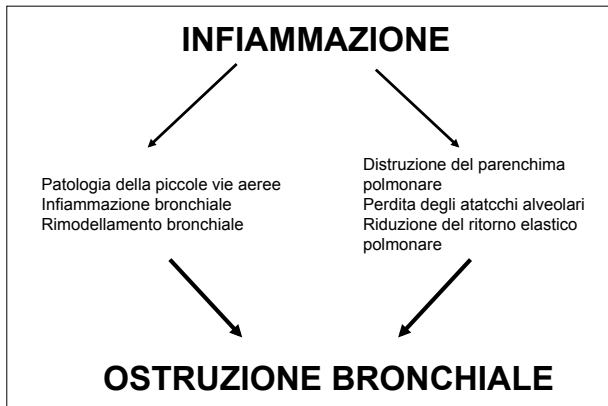 INFIAMMAZIONE
Patologia della piccole vie aeree
Infiammazione bronchiale
Rimodellamento bronchiale
Distruzione del parenchima
polmonare
Perdita degli atatcchi alveolari
Riduzione del ritorno elastico
polmonare
OSTRUZIONE BRONCHIALE